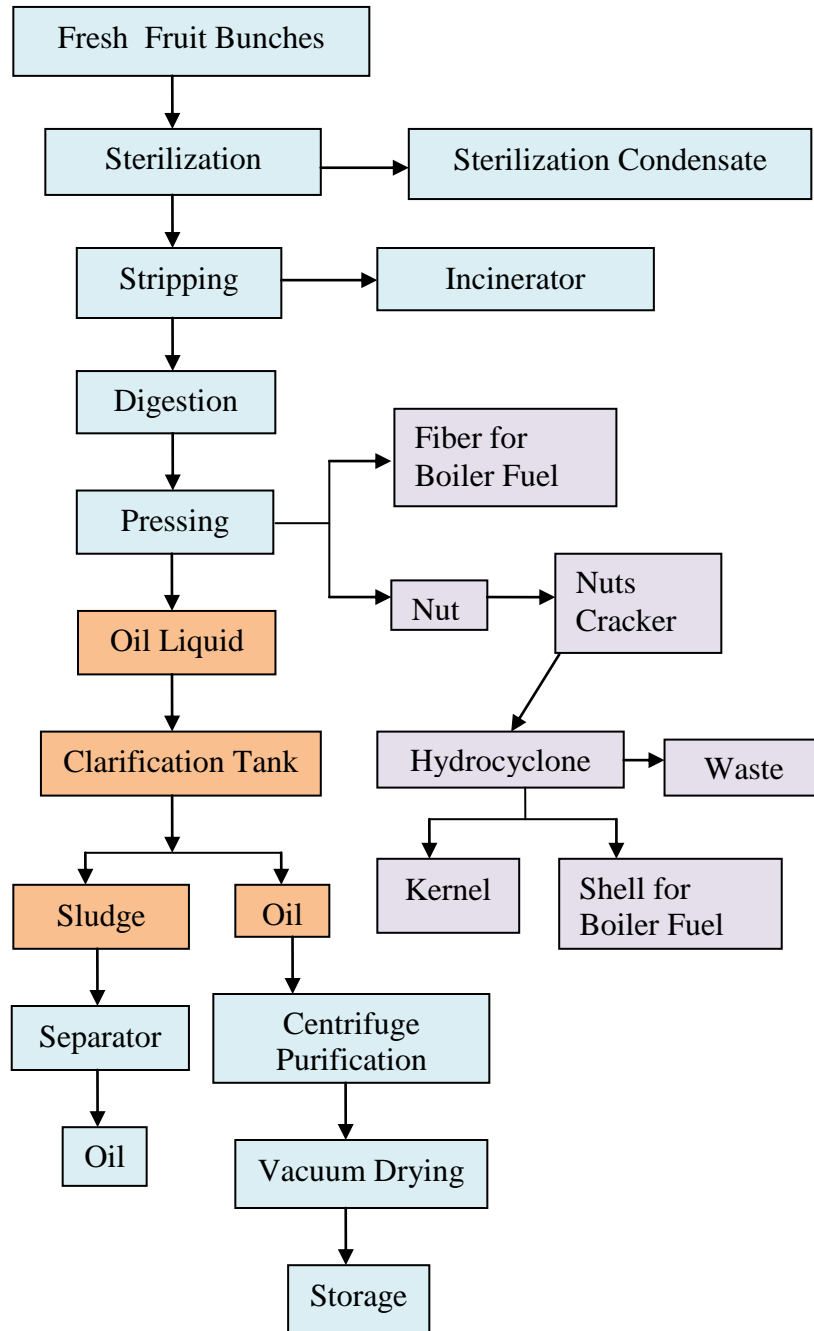 Fresh Fruit Bunches
Sterilization
Sterilization Condensate
Stripping
Incinerator
Digestion
Fiber for
Boiler Fuel
Pressing
Nut
Nuts
Cracker
Oil Liquid
Clarification Tank
Hydrocyclone
Waste
Sludge
Oil
Kernel
Shell for
Boiler Fuel
Separator
Centrifuge
Purification
Oil
Vacuum Drying
Storage